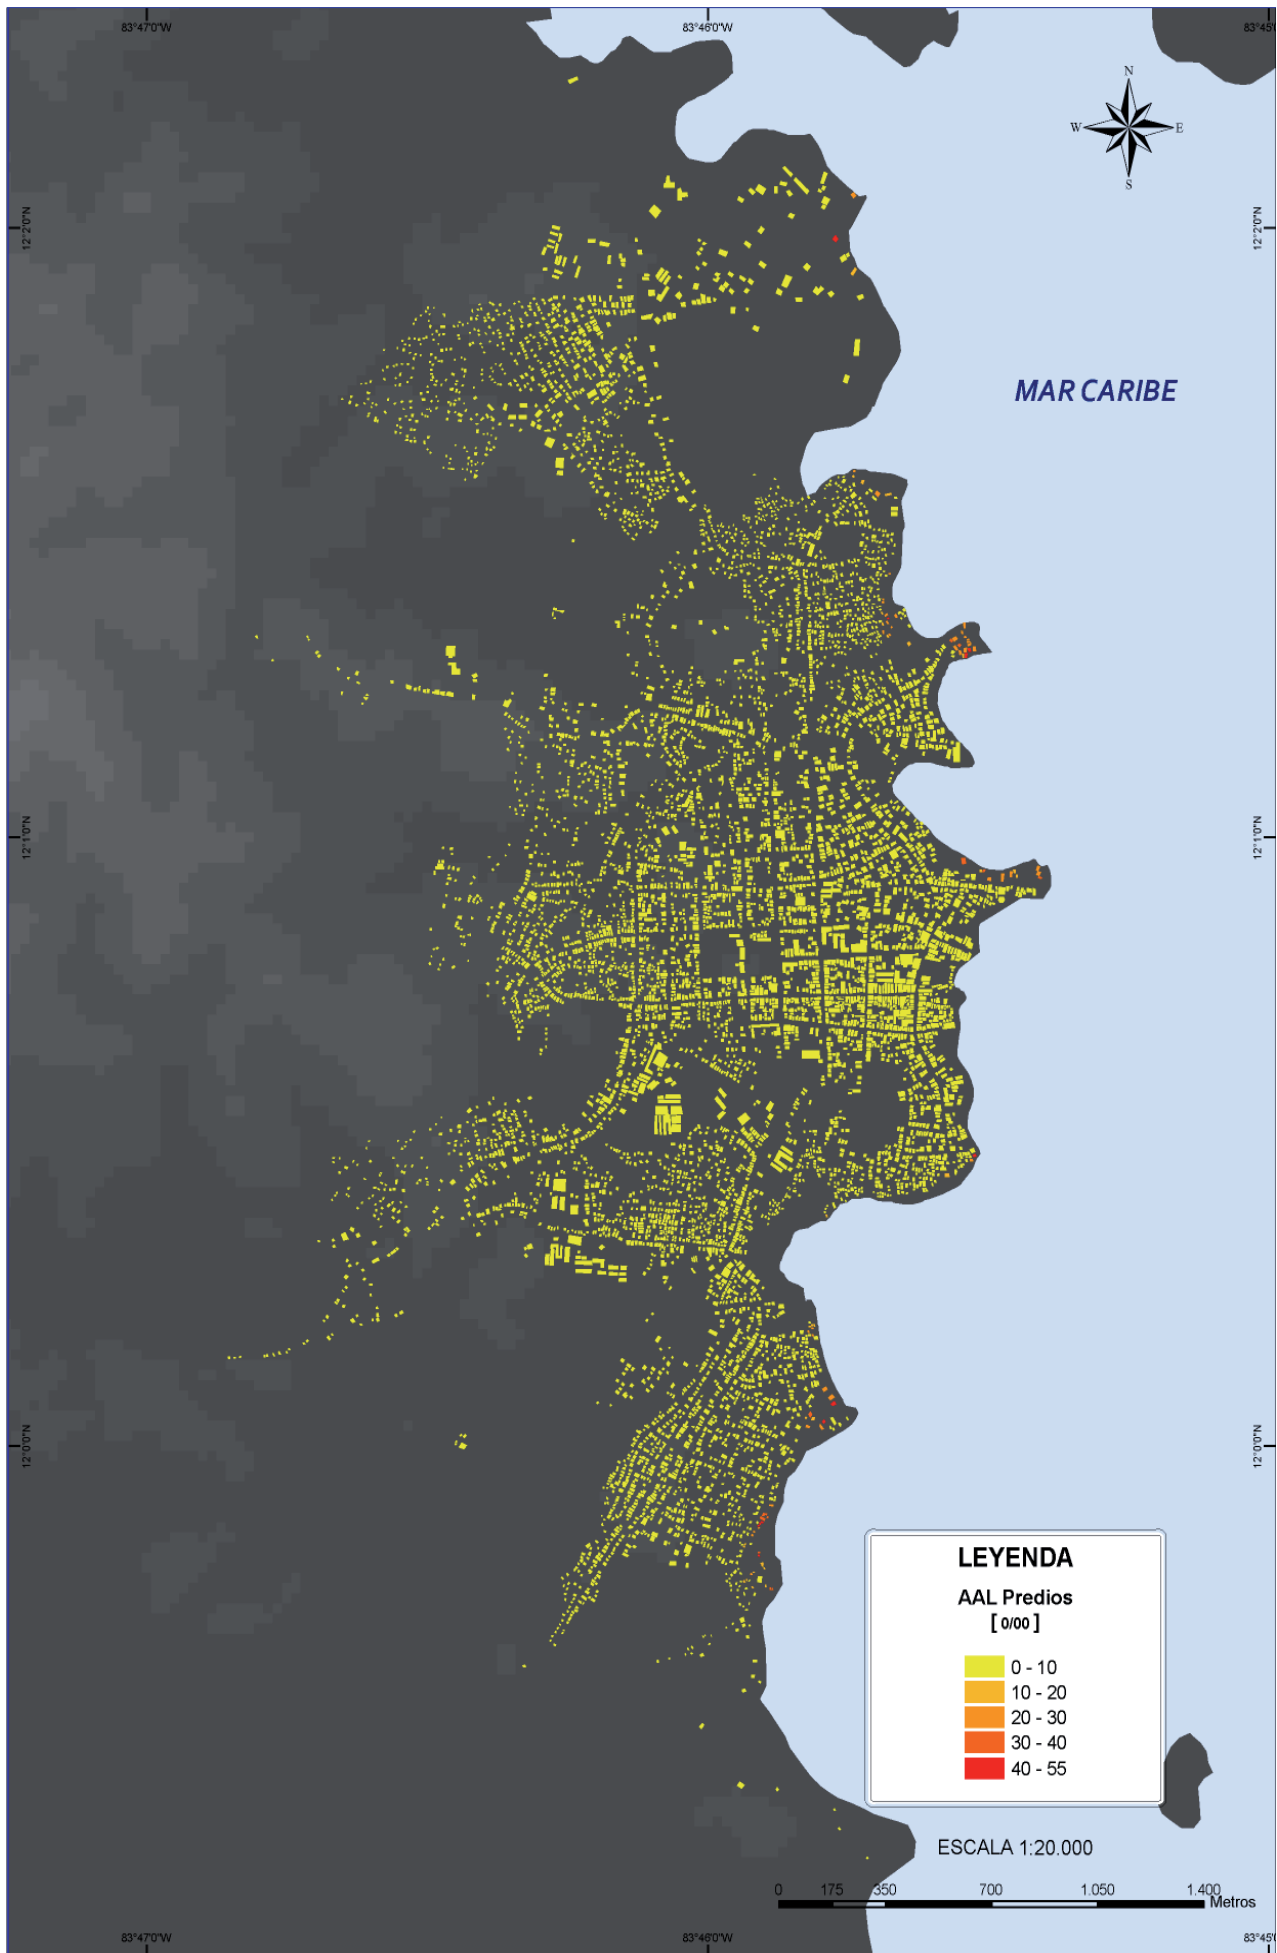 83°47'0"W
83°46'0"W
83°45'
N
W E
S
12°2'0"N
12°2'0"N
MAR CARIBE
12°1'0"N
12°1'0"N
12°0'0"N
12°0'0"N
LEYENDA
AAL Predios
[ 0/00 ]
0 - 10
10 - 20
20 - 30
30 - 40
40 - 55
ESCALA 1:20.000
0 175 350 700 1.050 1.400
Metros
83°47'0"W
83°46'0"W
83°45'